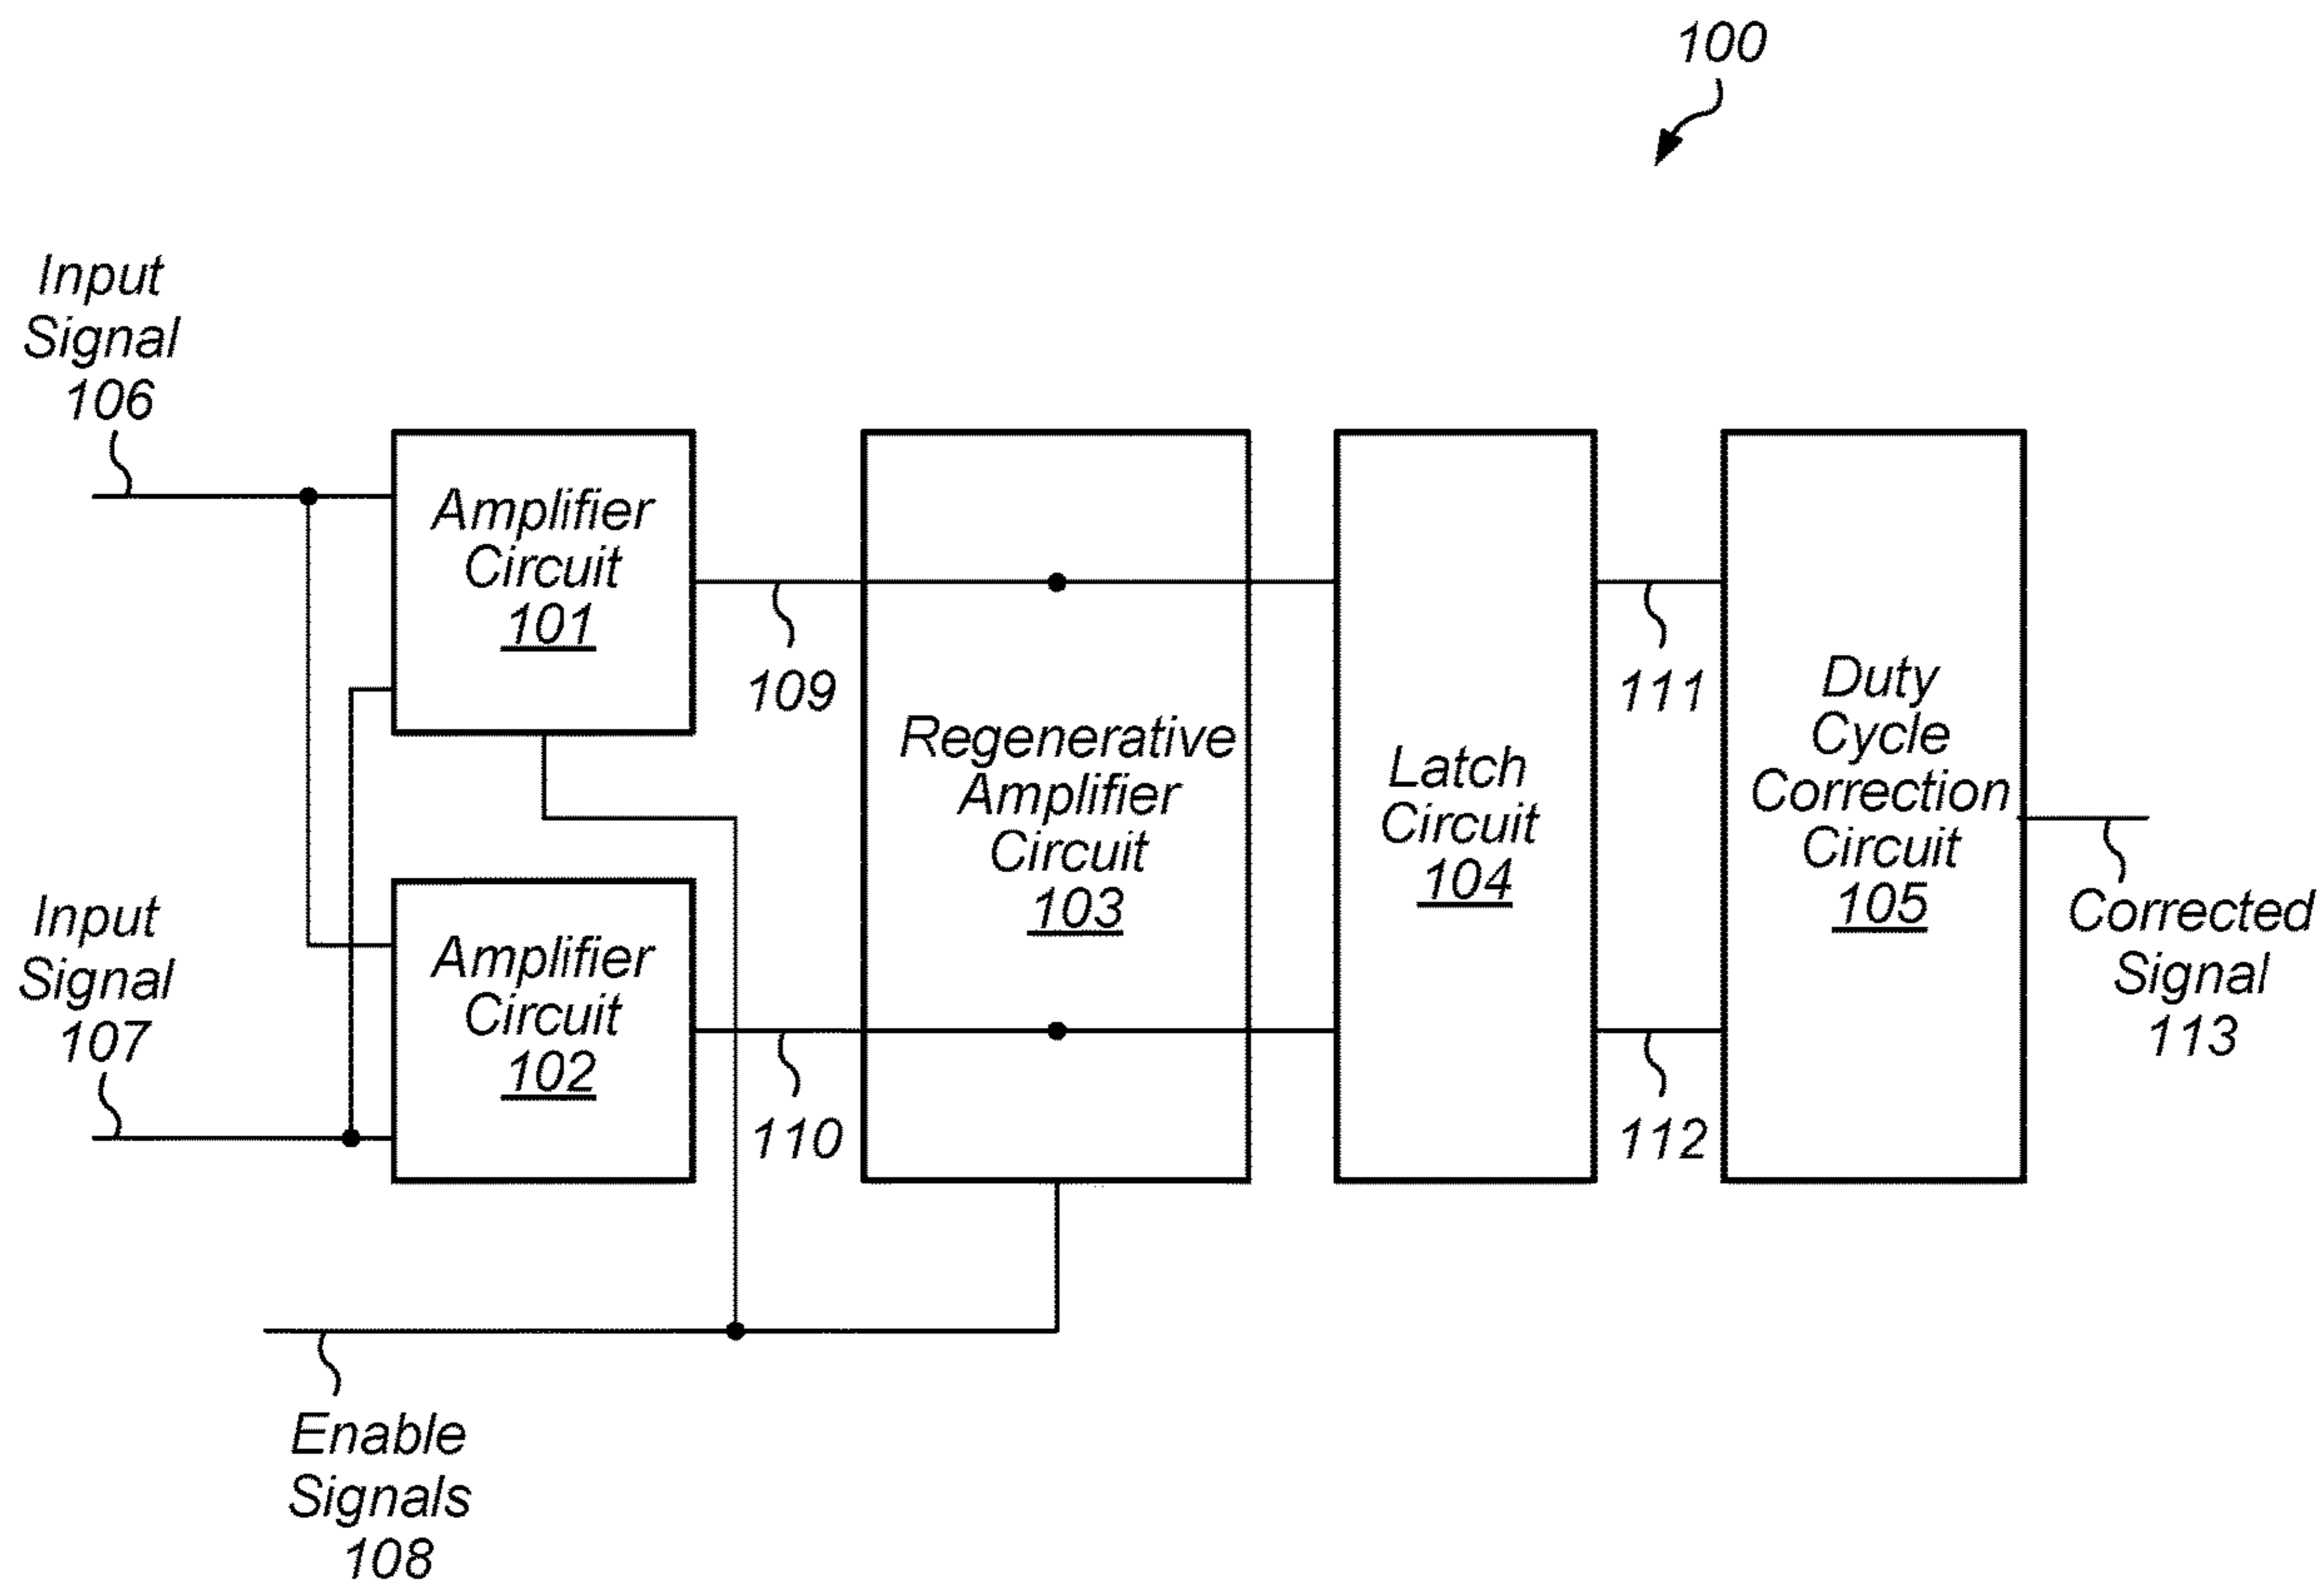 100
Input
Signal
106
Amplifier
Circuit
101
109
Regenerative
Amplifier
Circuit
103
Latch
Circuit
104
111
Duty
Cycle
Correction
Circuit
105
Corrected
Signal
113
Input
Signal
107
Amplifier
Circuit
102
110
112
Enable
Signals
108